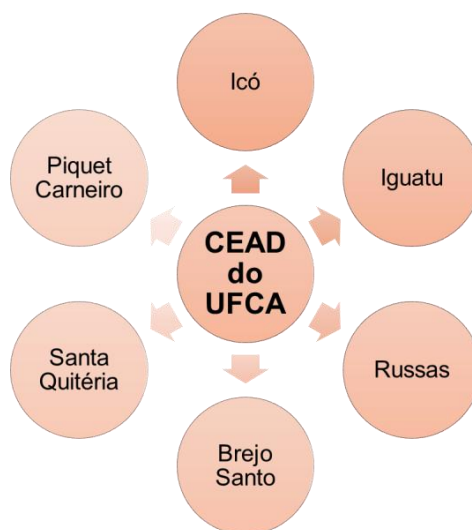 Icó
Piquet
Carneiro
Iguatu
CEAD
do
UFCA
Santa
Quitéria
Russas
Brejo
Santo